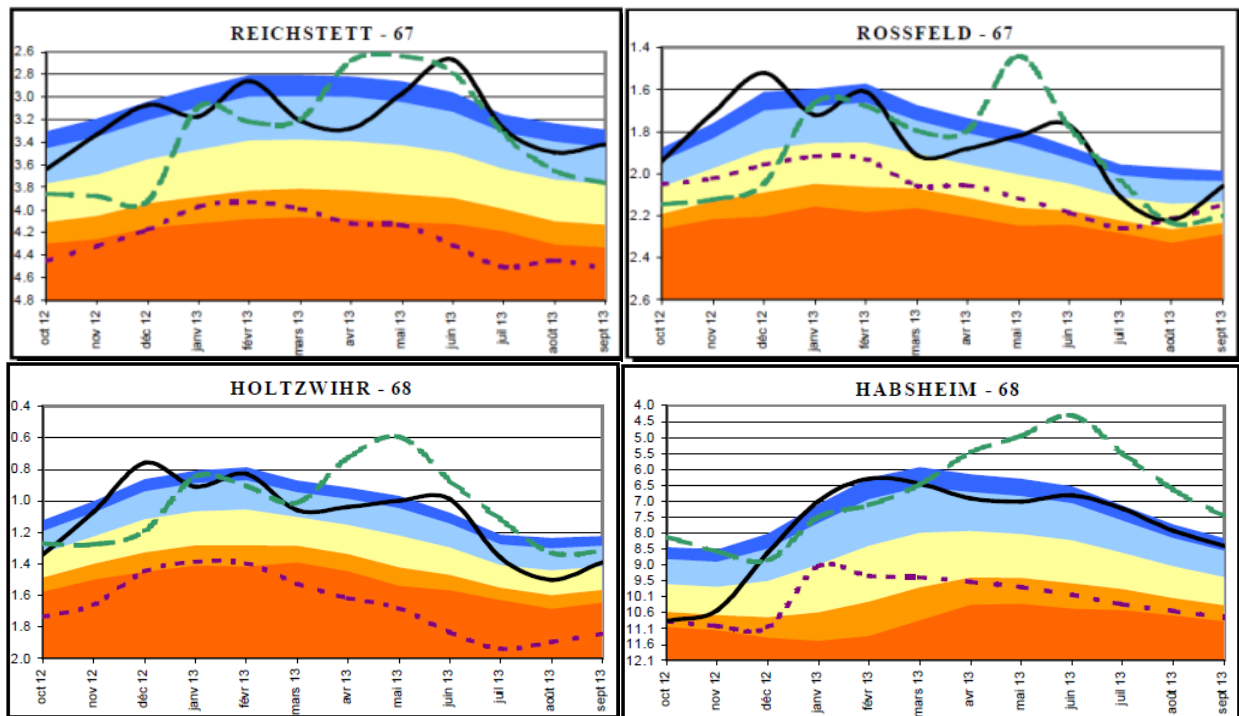 REICHSTETT - 67
2.6
2.8
3.0
3.2
3.4
3.6
3.8
4.0
4.2
4.4
4.6
4.8
oct 12
nov 12
déc 12
janv 13
févr 13
mars 13
avr 13
mai 13
juin 13
juil 13
août 13
sept 13
ROSSFELD - 67
1.4
1.6
1.8
2.0
2.2
2.4
2.6
oct 12
nov 12
déc 12
janv 13
févr 13
mars 13
avr 13
mai 13
juin 13
juil 13
août 13
sept 13
HOLTZWIHR - 68
0.4
0.6
0.8
1.0
1.2
1.4
1.6
1.8
2.0
oct 12
nov 12
déc 12
janv 13
févr 13
mars 13
avr 13
mai 13
juin 13
juil 13
août 13
sept 13
HABSHEIM - 68
4.0
4.5
5.0
5.5
6.0
6.5
7.0
7.5
8.0
8.5
9.0
9.5
10.1
10.6
11.1
11.6
12.1
oct 12
nov 12
déc 12
janv 13
févr 13
mars 13
avr 13
mai 13
juin 13
juil 13
août 13
sept 13